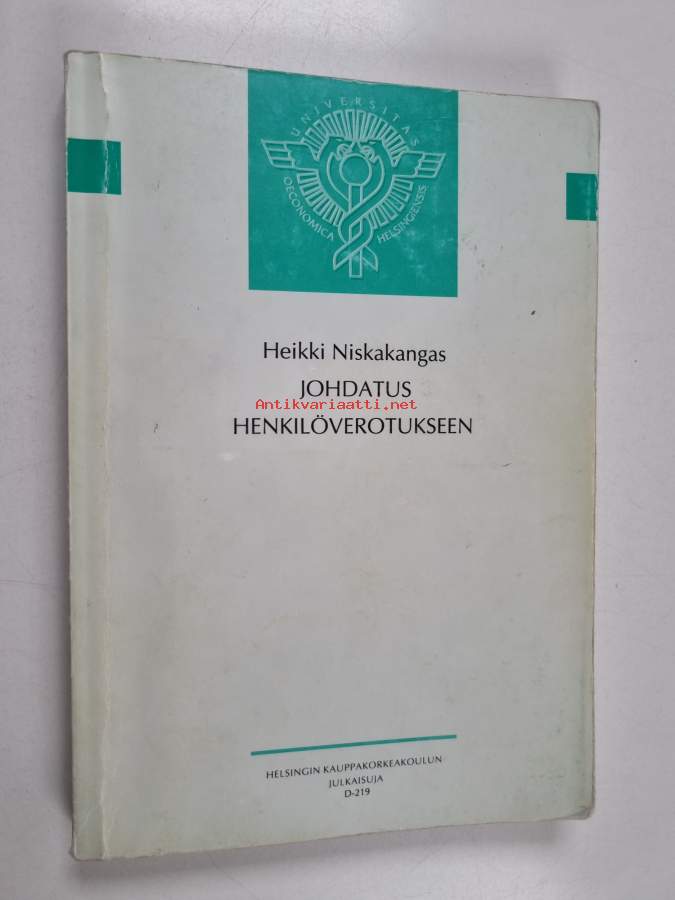 UNIVERSITAS
OECONOMICA HELSINGIENSIS
Heikki Niskakangas
JOHDATUS
Antikvariaatti.net
HENKILÖVEROTUKSEEN
HELSINGIN KAUPPAKORKEAKOULUN
JULKAISUJA
D-219